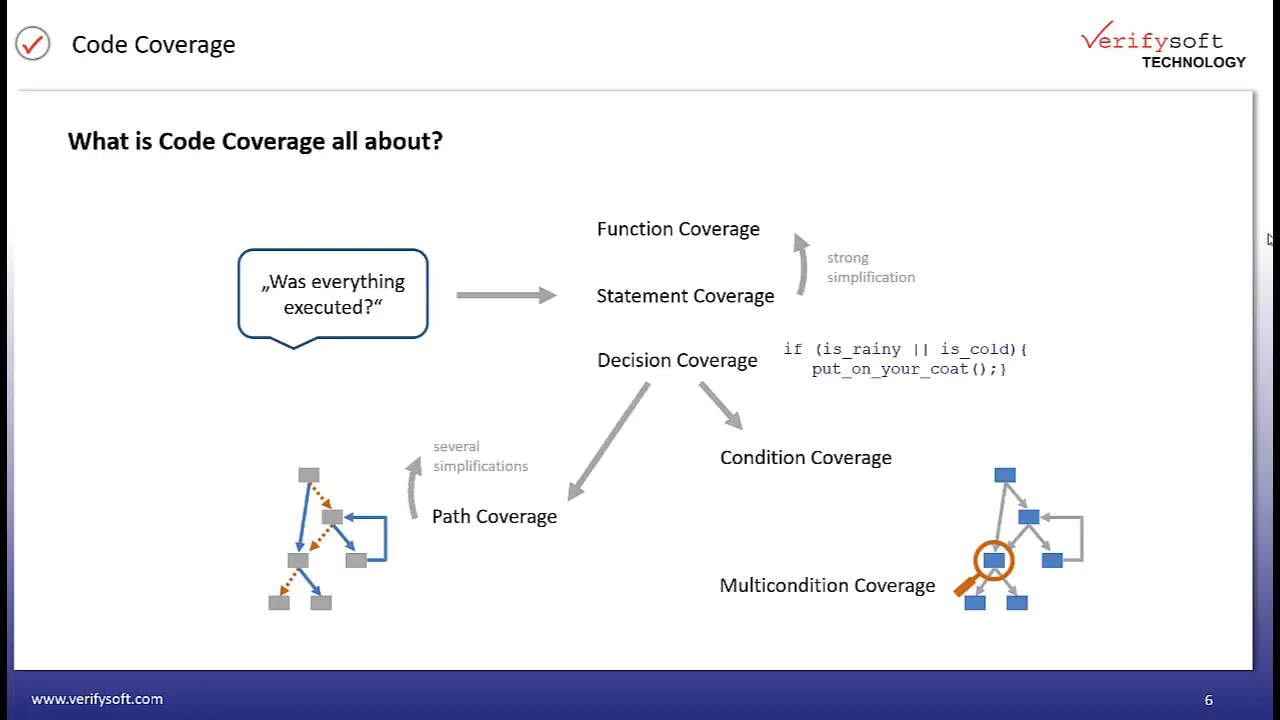 Code Coverage
Verifysoft
TECHNOLOGY
What is Code Coverage all about?
„Was everything
executed?“
Function Coverage
strong
simplification
Statement Coverage
Decision Coverage
if (is_rainy || is_cold){
put_on_your_coat();}
several
simplifications
Condition Coverage
Path Coverage
Multicondition Coverage
www.verifysoft.com
6